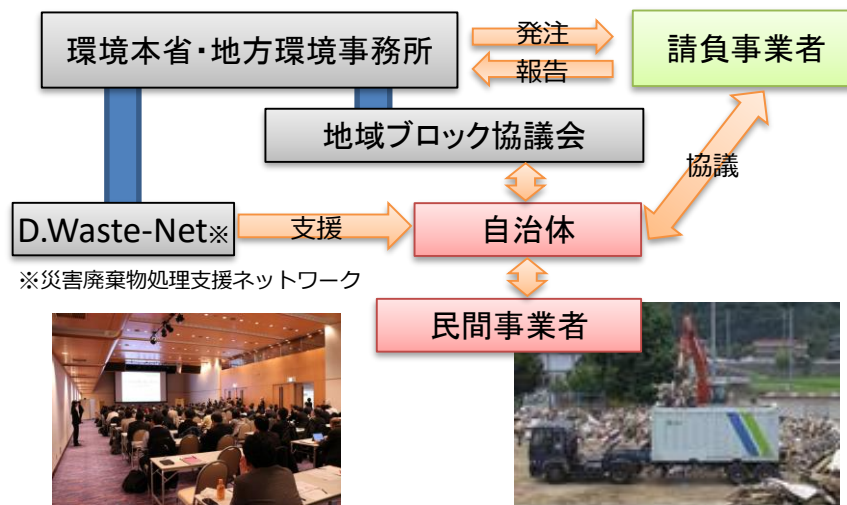 環境本省・地方環境事務所
発注
報告
請負事業者
地域ブロック協議会
協議
D.Waste-Net※
支援
自治体
※災害廃棄物処理支援ネットワーク
民間事業者